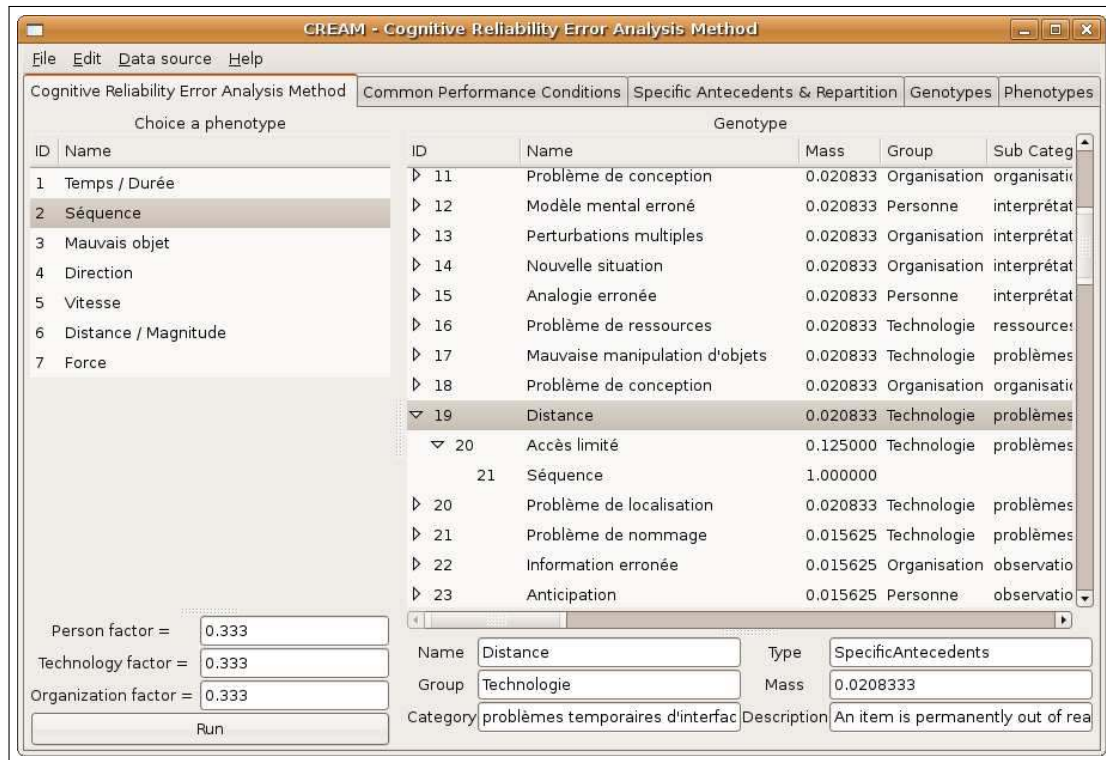 CREAM - Cognitive Reliability Error Analysis Method
File Edit Data source Help
Cognitive Reliability Error Analysis Method Common Performance Conditions Specific Antecedents & Repartition Genotypes Phenotypes
Choice a phenotype
ID Name
1 Temps / Durée
2 Séquence
3 Mauvais objet
4 Direction
5 Vitesse
6 Distance / Magnitude
7 Force
Person factor = 0.333
Technology factor = 0.333
Organization factor = 0.333
Run
Genotype
ID Name Mass Group Sub Categ
11 Problème de conception 0.020833 Organisation organisatio
12 Modèle mental erroné 0.020833 Personne interprétat
13 Perturbations multiples 0.020833 Organisation interprétat
14 Nouvelle situation 0.020833 Organisation interprétat
15 Analogie erronée 0.020833 Personne interprétat
16 Problème de ressources 0.020833 Technologie ressources
17 Mauvaise manipulation d'objets 0.020833 Technologie problèmes
18 Problème de conception 0.020833 Organisation organisatio
19 Distance 0.020833 Technologie problèmes
20 Accès limité 0.125000 Technologie problèmes
21 Séquence 1.000000
20 Problème de localisation 0.020833 Technologie problèmes
21 Problème de nommage 0.015625 Technologie problèmes
22 Information erronée 0.015625 Organisation observatio
23 Anticipation 0.015625 Personne observatio
Name Distance Type SpecificAntecedents
Group Technologie Mass 0.0208333
Category problèmes temporaires d'interfac Description An item is permanently out of rea